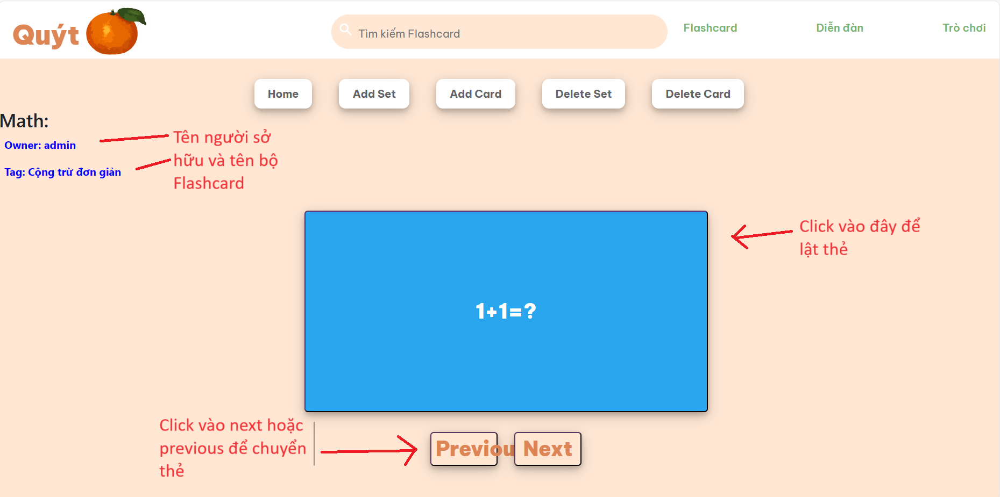 Quýt
Tìm kiếm Flashcard
Flashcard
Diễn đàn
Trò chơi
Home
Add Set
Add Card
Delete Set
Delete Card
Math:
Owner: admin
Tag: Cộng trừ đơn giản
Tên người sở
hữu và tên bộ
Flashcard
Click vào đây để
lật thẻ
1+1=?
Click vào next hoặc
previous để chuyển
thẻ
Previou
Next